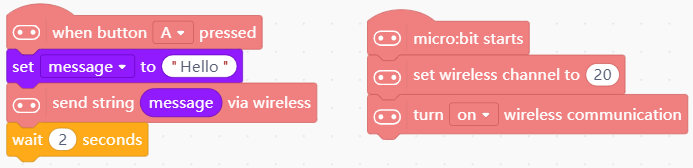 when button A pressed
set message to "Hello"
send string message via wireless
wait 2 seconds
micro:bit starts
set wireless channel to 20
turn on wireless communication